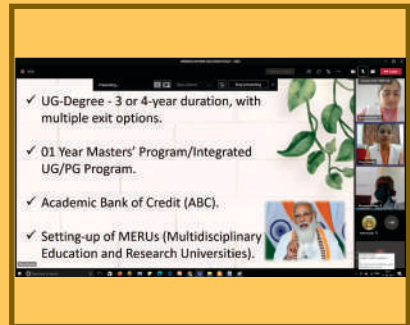 ✓ UG-Degree - 3 or 4-year duration, with
multiple exit options.
✓ 01 Year Masters' Program/Integrated
UG/PG Program.
✓ Academic Bank of Credit (ABC).
✓ Setting-up of MERUs (Multidisciplinary
Education and Research Universities).